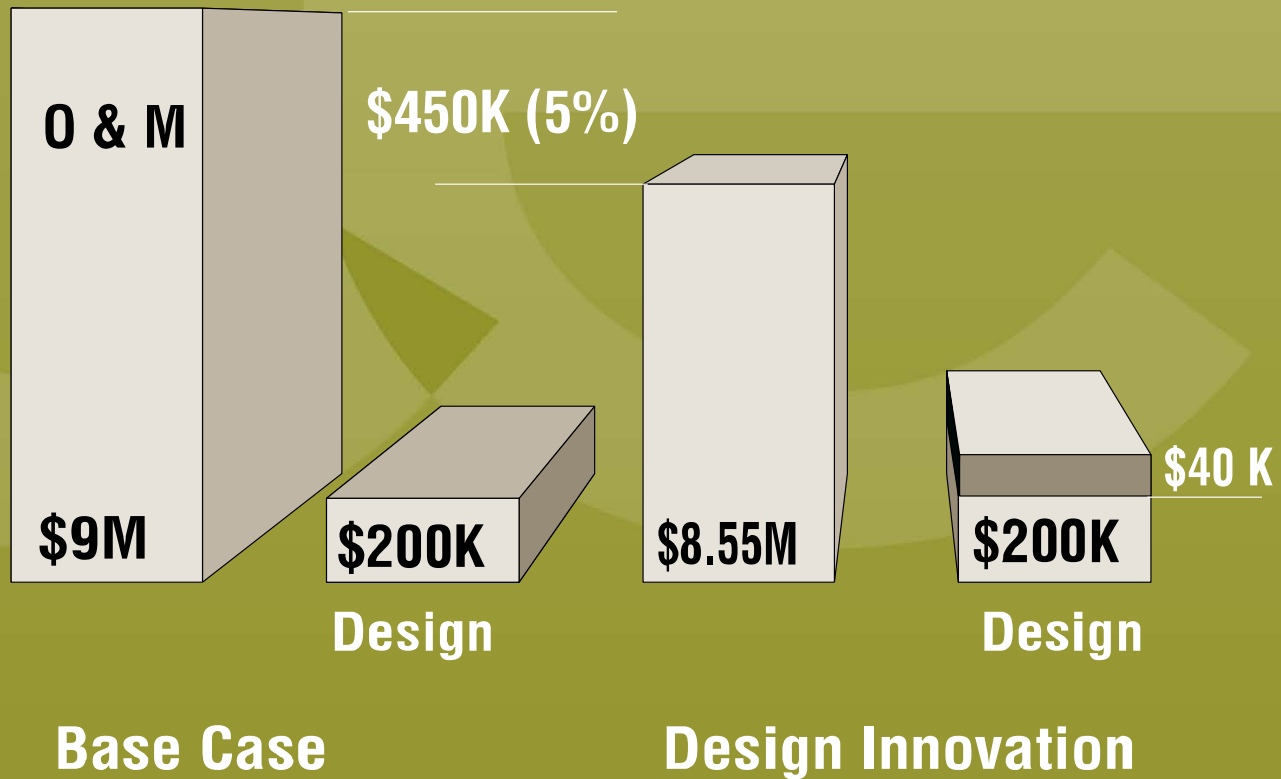 O & M
$450K (5%)
$9M
$200K
$8.55M
$200K
$40 K
Design
Design
Base Case
Design Innovation